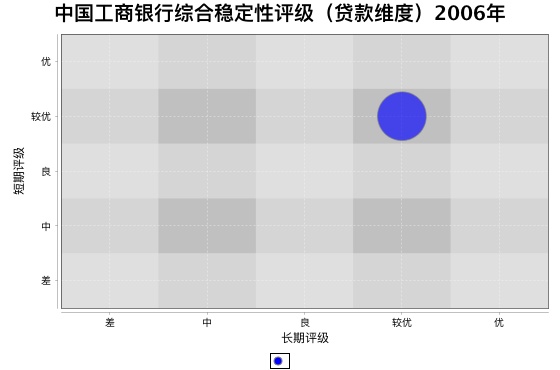 中国工商银行综合稳定性评级（贷款维度）2006年
优
较优
良
中
差
短期评级
差
中
良
较优
优
长期评级